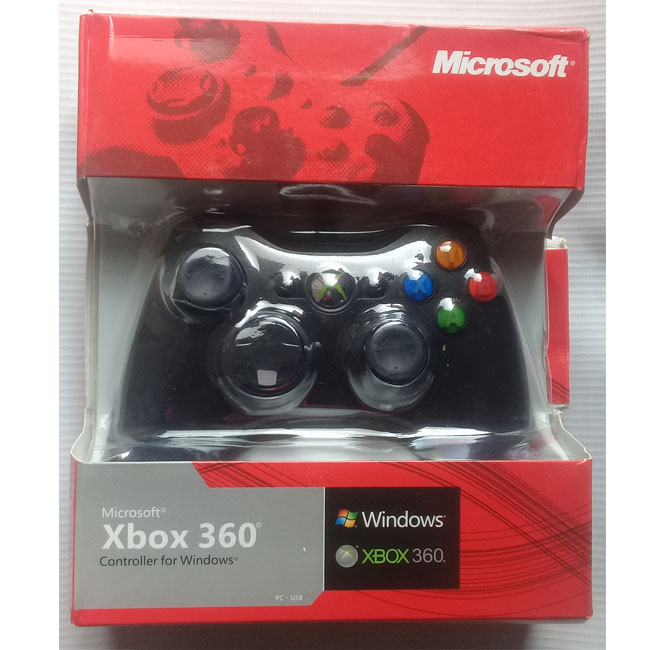 Microsoft®
Y
X
B
A
Microsoft®
Xbox 360®
Controller for Windows®
PC • USB
Windows®
XBOX 360®